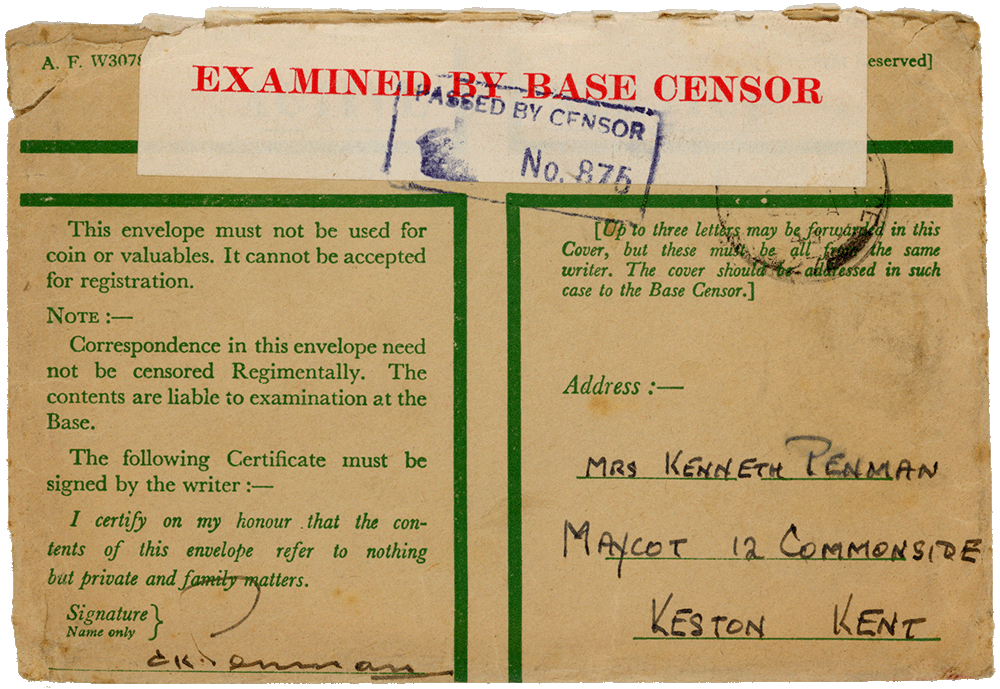 A. F. W3078
eserved]
EXAMINED BY BASE CENSOR
PASSED BY CENSOR
No. 875
This envelope must not be used for
coin or valuables. It cannot be accepted
for registration.
NOTE :—
Correspondence in this envelope need
not be censored Regimentally. The
contents are liable to examination at the
Base.
The following Certificate must be
signed by the writer :—
I certify on my honour that the con-
tents of this envelope refer to nothing
but private and family matters.
Signature
Name only
Penman
[Up to three letters may be forwarded in this
Cover, but these must be all from the same
writer. The cover should be addressed in such
case to the Base Censor.]
Address :—
MRS KENNETH PENMAN
MAYCOT 12 COMMONSIDE
KESTON KENT